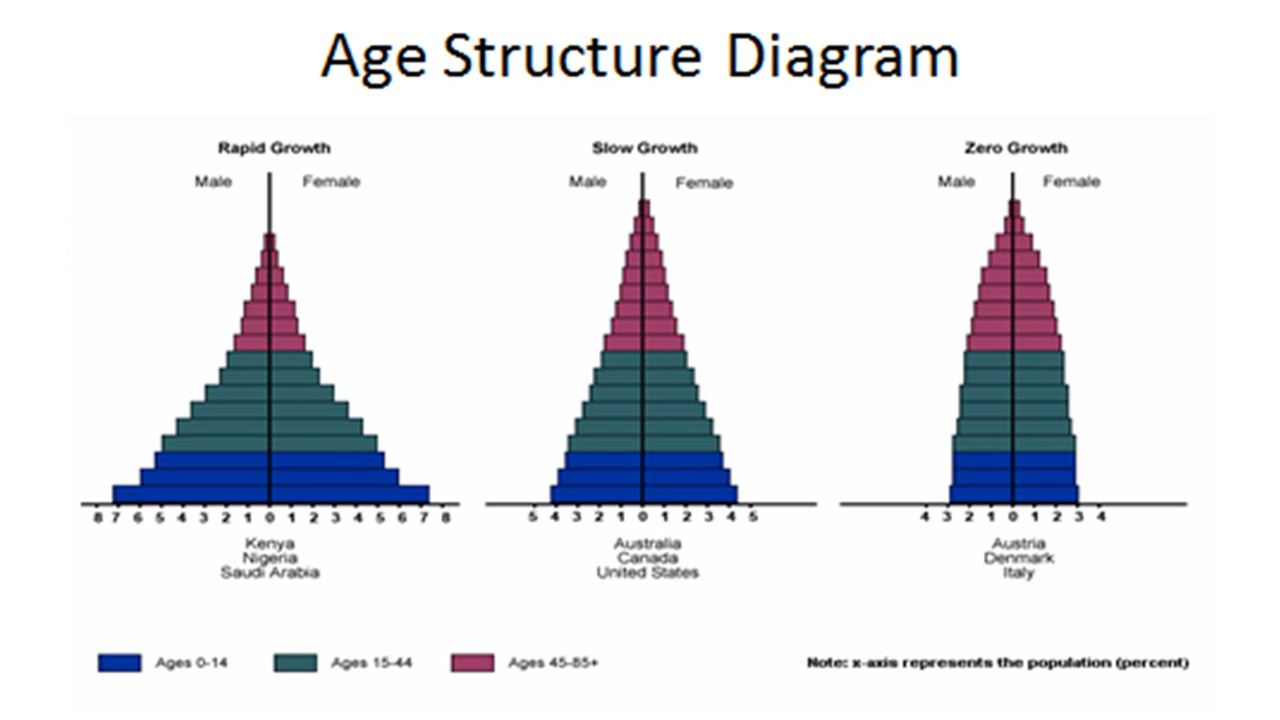 Age Structure Diagram
Rapid Growth
Male Female
8 7 6 5 4 3 2 1 0 1 2 3 4 5 6 7 8
Kenya
Nigeria
Saudi Arabia
Slow Growth
Male Female
5 4 3 2 1 0 1 2 3 4 5
Australia
Canada
United States
Zero Growth
Male Female
4 3 2 1 0 1 2 3 4
Austria
Denmark
Italy
Ages 0-14 Ages 15-44 Ages 45-85+
Note: x-axis represents the population (percent)